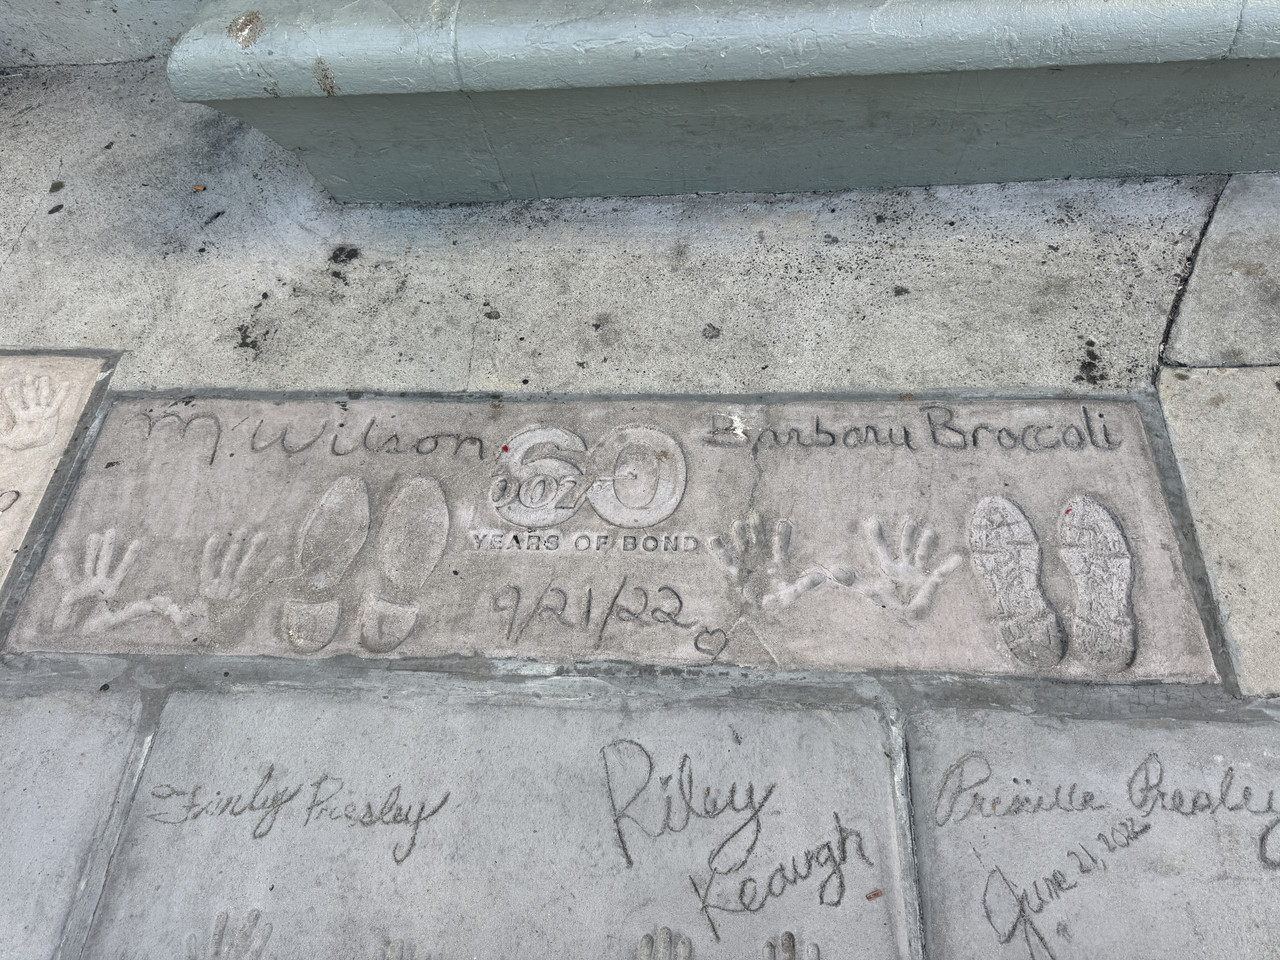 M. Wilson
60
007
YEARS OF BOND
Barbara Broccoli
9/21/22
Finley Presley
Riley
Keough
Priscilla Presley
June 21, 2022